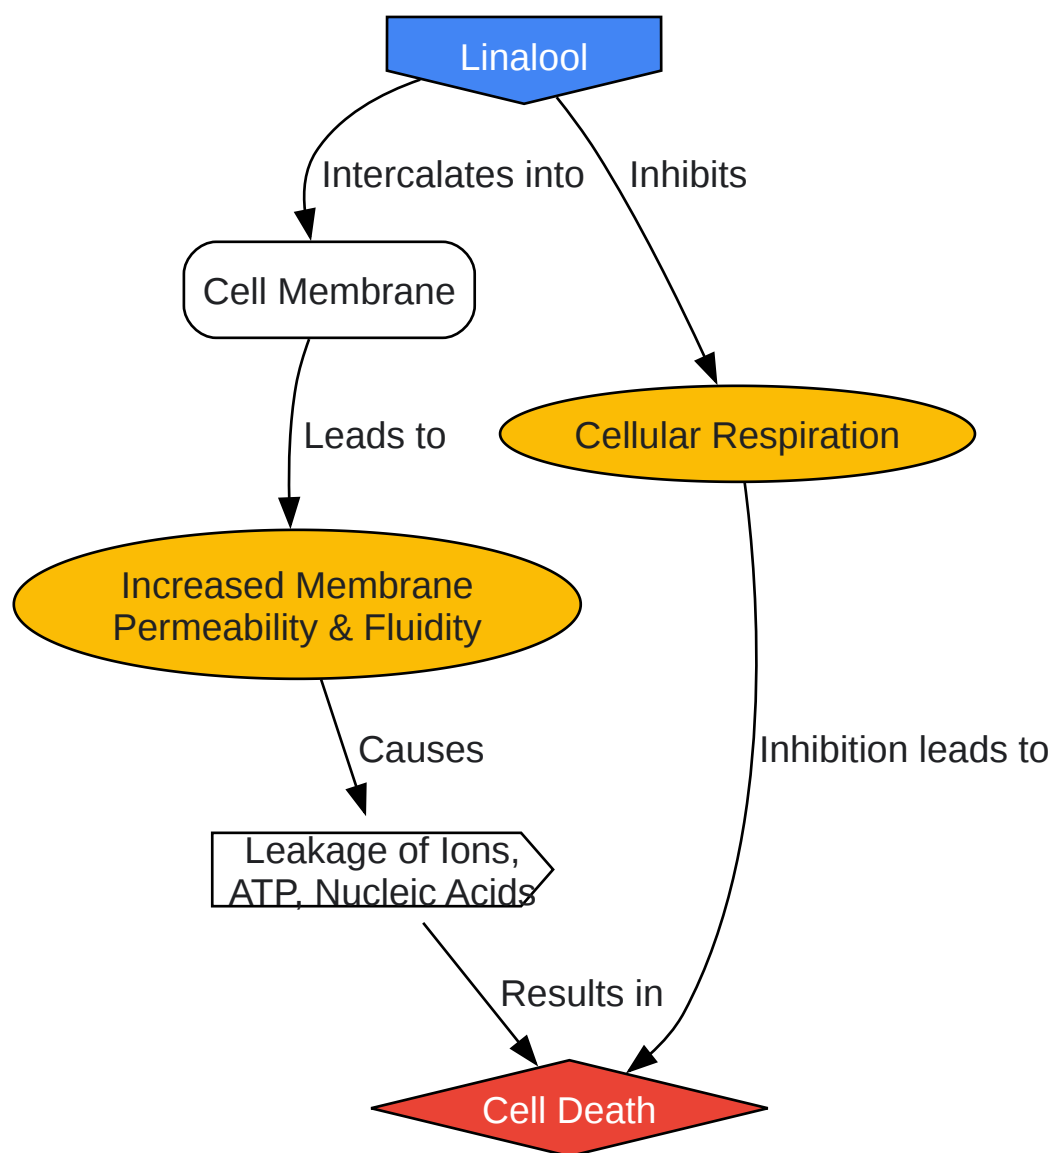 Linalool
Intercalates into
Inhibits
Cell Membrane
Leads to
Cellular Respiration
Increased Membrane
Permeability & Fluidity
Causes
Inhibition leads to
Leakage of Ions,
ATP, Nucleic Acids
Results in
Cell Death